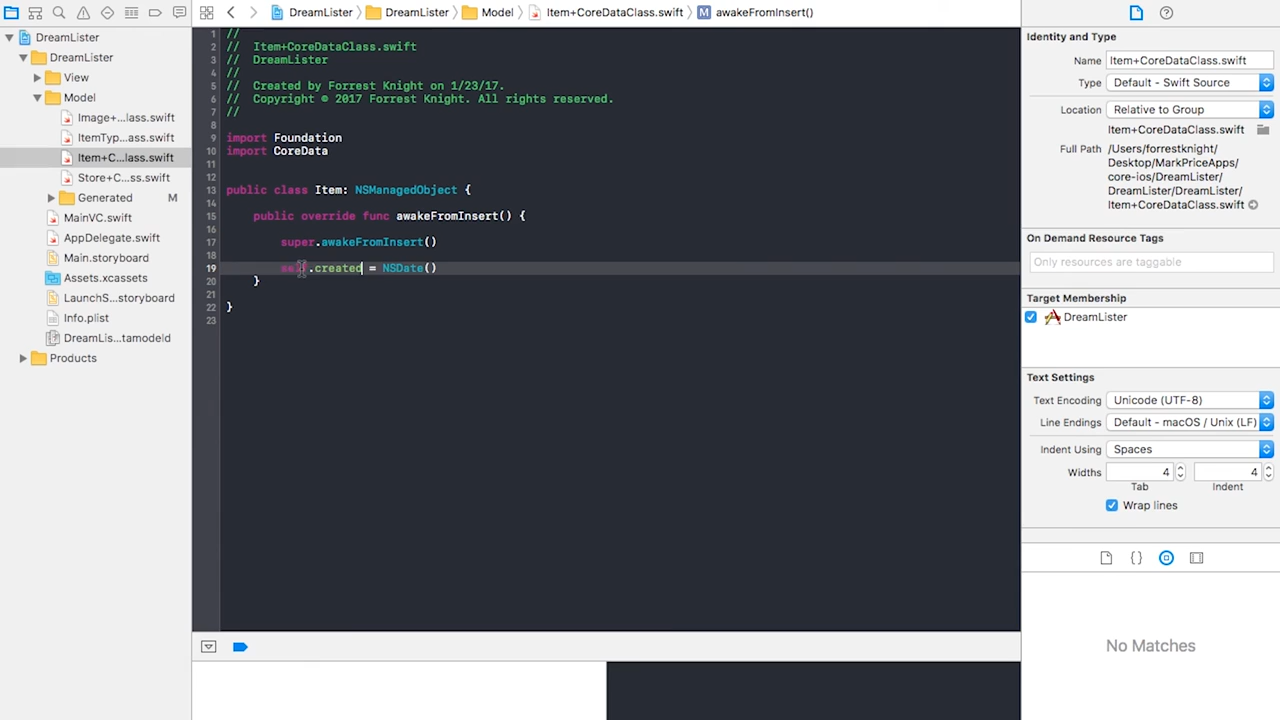 DreamLister
DreamLister
Model
Item+CoreDataClass.swift
awakeFromInsert()
DreamLister
DreamLister
View
Model
Image+...lass.swift
ItemTyp...ass.swift
Item+C...lass.swift
Store+C...ss.swift
Generated M
MainVC.swift
AppDelegate.swift
Main.storyboard
Assets.xcassets
LaunchS...storyboard
Info.plist
DreamLis...tamodeld
Products
1 //
2 // Item+CoreDataClass.swift
3 // DreamLister
4 //
5 // Created by Forrest Knight on 1/23/17.
6 // Copyright © 2017 Forrest Knight. All rights reserved.
7 //
8
9 import Foundation
10 import CoreData
11
12
13 public class Item: NSManagedObject {
14
15 public override func awakeFromInsert() {
16
17 super.awakeFromInsert()
18
19 self.created = NSDate()
20 }
21
22 }
23
Identity and Type
Name Item+CoreDataClass.swift
Type Default - Swift Source
Location Relative to Group
Item+CoreDataClass.swift
Full Path /Users/forrestknight/
Desktop/MarkPriceApps/
core-ios/DreamLister/
DreamLister/DreamLister/
Item+CoreDataClass.swift
On Demand Resource Tags
Only resources are taggable
Target Membership
DreamLister
Text Settings
Text Encoding Unicode (UTF-8)
Line Endings Default - macOS / Unix (LF)
Indent Using Spaces
Widths 4 4
Tab Indent
Wrap lines
No Matches